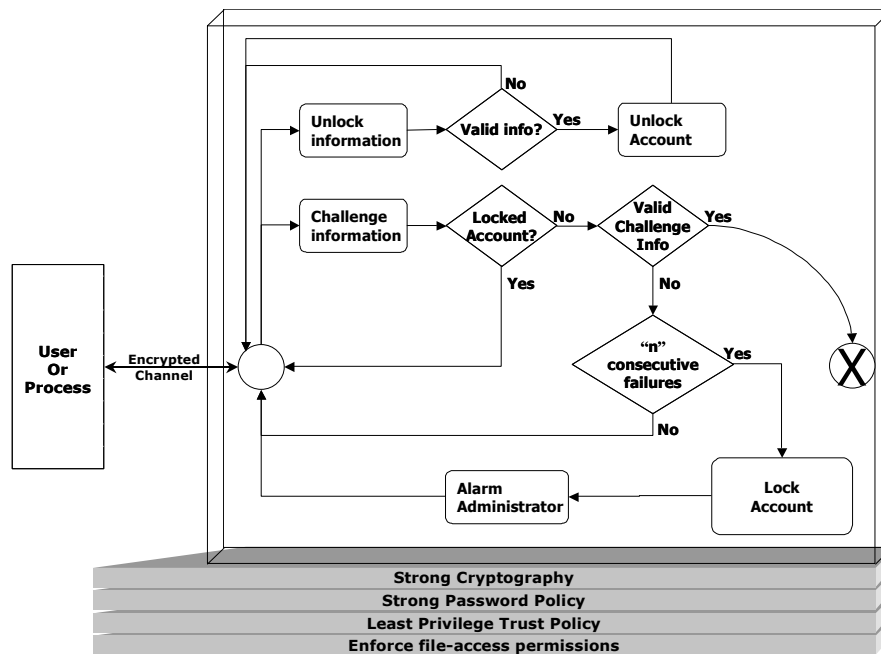 No
Unlock
information
Valid info?
Yes
Unlock
Account
Challenge
information
Locked
Account?
No
Valid
Challenge
Info
Yes
Yes
No
User
Or
Process
Encrypted
Channel
“n”
consecutive
failures
Yes
X
No
Alarm
Administrator
Lock
Account
Strong Cryptography
Strong Password Policy
Least Privilege Trust Policy
Enforce file-access permissions